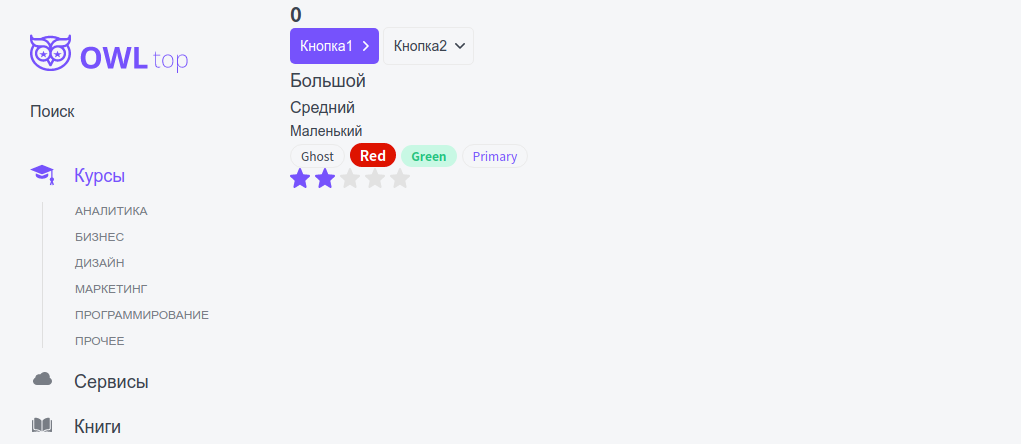 OWL top
Поиск
Курсы
АНАЛИТИКА
БИЗНЕС
ДИЗАЙН
МАРКЕТИНГ
ПРОГРАММИРОВАНИЕ
ПРОЧЕЕ
Сервисы
Книги
0
Кнопка1 Кнопка2
Большой
Средний
Маленький
Ghost Red Green Primary